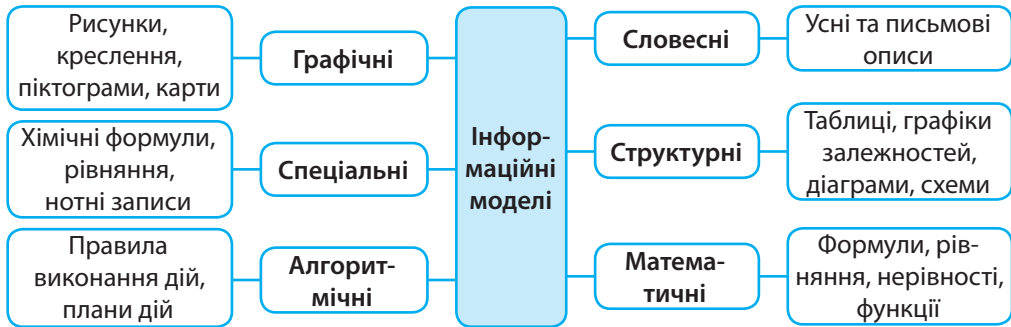 Рисунки,
креслення,
піктограми, карти
Графічні
Хімічні формули,
рівняння,
нотні записи
Спеціальні
Правила
виконання дій,
плани дій
Алгорит-
мічні
Інфор-
маційні
моделі
Словесні
Усні та письмові
описи
Структурні
Таблиці, графіки
залежностей,
діаграми, схеми
Матема-
тичні
Формули, рів-
няння, нерівності,
функції